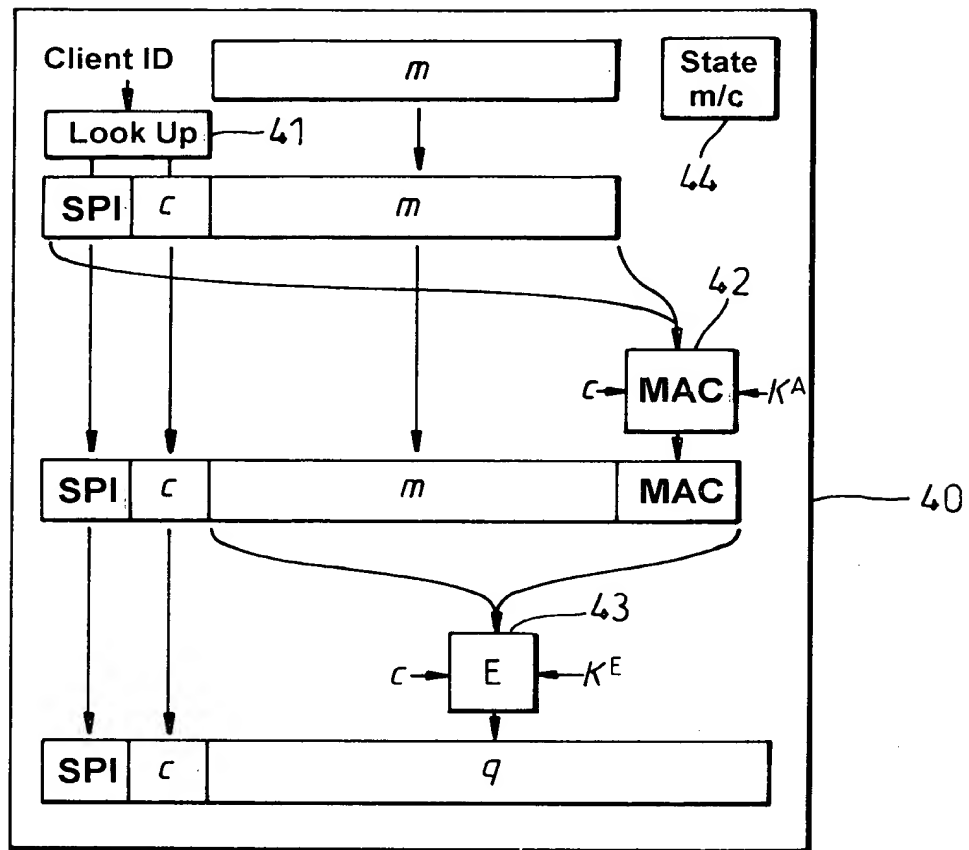 Client ID
m
State
m/c
Look Up
41
44
SPI c m
42
c MAC K^A
SPI c m MAC
40
43
c E K^E
SPI c q